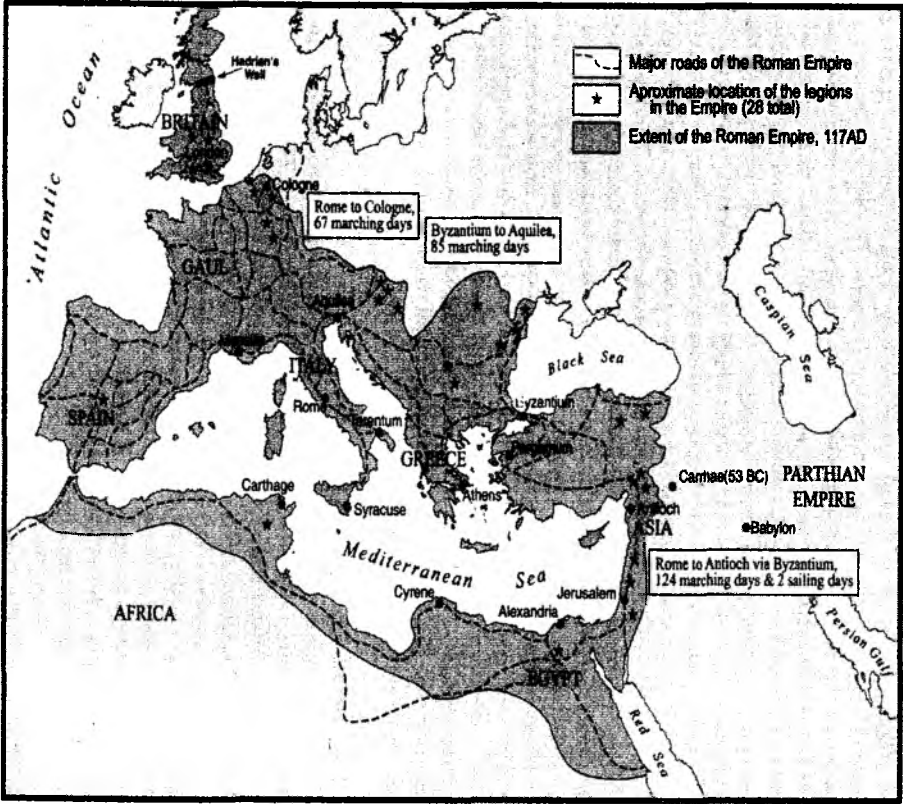 Major roads of the Roman Empire
Aproximate location of the legions
in the Empire (28 total)
Extent of the Roman Empire, 117AD
Atlantic Ocean
Hadrian's
Wall
BRITAIN
Cologne
Rome to Cologne,
67 marching days
Byzantium to Aquilea,
85 marching days
GAUL
Aquilea
Caspian Sea
Black Sea
ITALY
SPAIN
Rome
Tarentum
Byzantium
GREECE
Athens
Carthage
Syracuse
Carrhae(53 BC)
PARTHIAN
EMPIRE
Antioch
ASIA
Babylon
Mediterranean Sea
Rome to Antioch via Byzantium,
124 marching days & 2 sailing days
Cyrene
Jerusalem
Alexandria
AFRICA
EGYPT
Red Sea
Persion Gulf